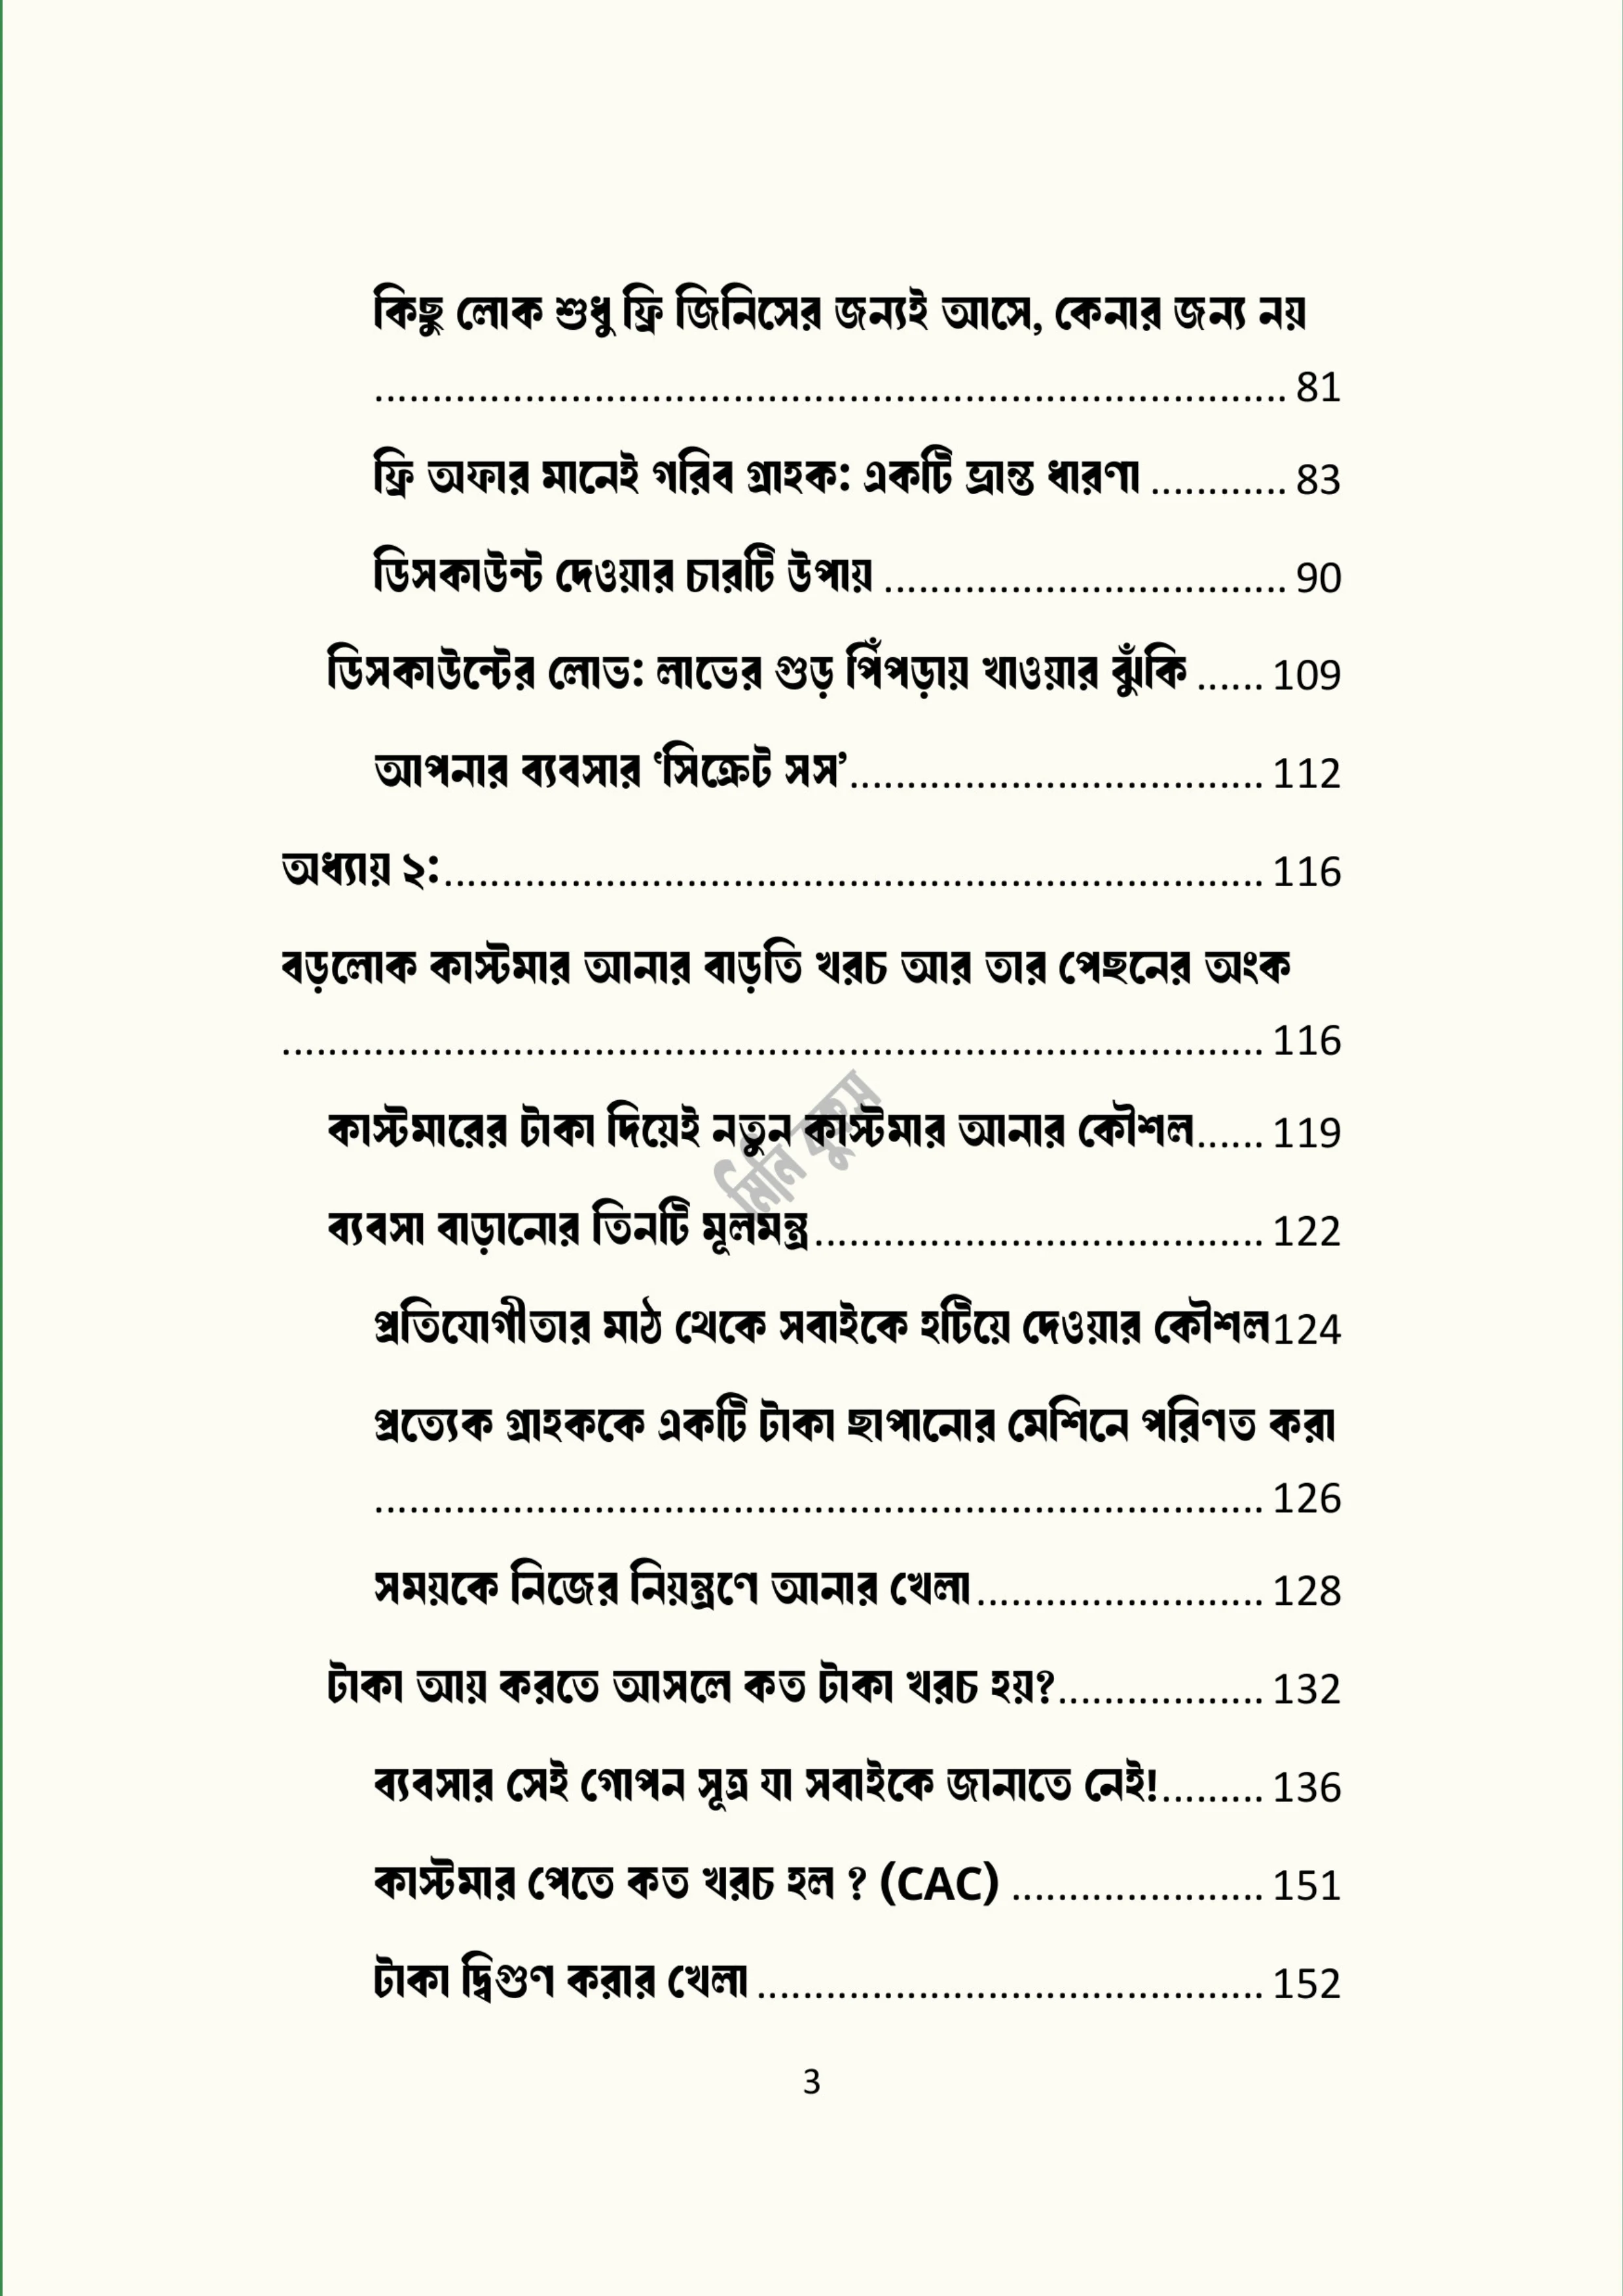 কিছু লোক শুধু ফ্রি জিনিসের জন্যই আসে, কেনার জন্য নয়
.............................................................................. 81
ফ্রি অফার মানেই গরিব গ্রাহক: একটি ভ্রান্ত ধারণা ............ 83
ডিসকাউন্ট দেওয়ার চারটি উপায় .................................. 90
ডিসকাউন্টের লোভ: লাভের গুড় পিঁপড়ায় খাওয়ার ঝুঁকি ...... 109
আপনার ব্যবসার ‘সিক্রেট সস’................................... 112
অধ্যায় ২:...................................................................... 116
বড়লোক কাস্টমার আনার বাড়তি খরচ আর তার পেছনের অংক
.................................................................................... 116
কাস্টমারের টাকা দিয়েই নতুন কাস্টমার আনার কৌশল...... 119
মিনি বুকস
ব্যবসা বাড়ানোর তিনটি মূলমন্ত্র...................................... 122
প্রতিযোগীতার মাঠ থেকে সবাইকে হটিয়ে দেওয়ার কৌশল124
প্রত্যেক গ্রাহককে একটি টাকা ছাপানোর মেশিনে পরিণত করা
............................................................................ 126
সময়কে নিজের নিয়ন্ত্রণে আনার খেলা......................... 128
টাকা আয় করতে আসলে কত টাকা খরচ হয়?.................. 132
ব্যবসার সেই গোপন সূত্র যা সবাইকে জানাতে নেই!......... 136
কাস্টমার পেতে কত খরচ হল ? (CAC) ...................... 151
টাকা দ্বিগুণ করার খেলা ........................................... 152
3